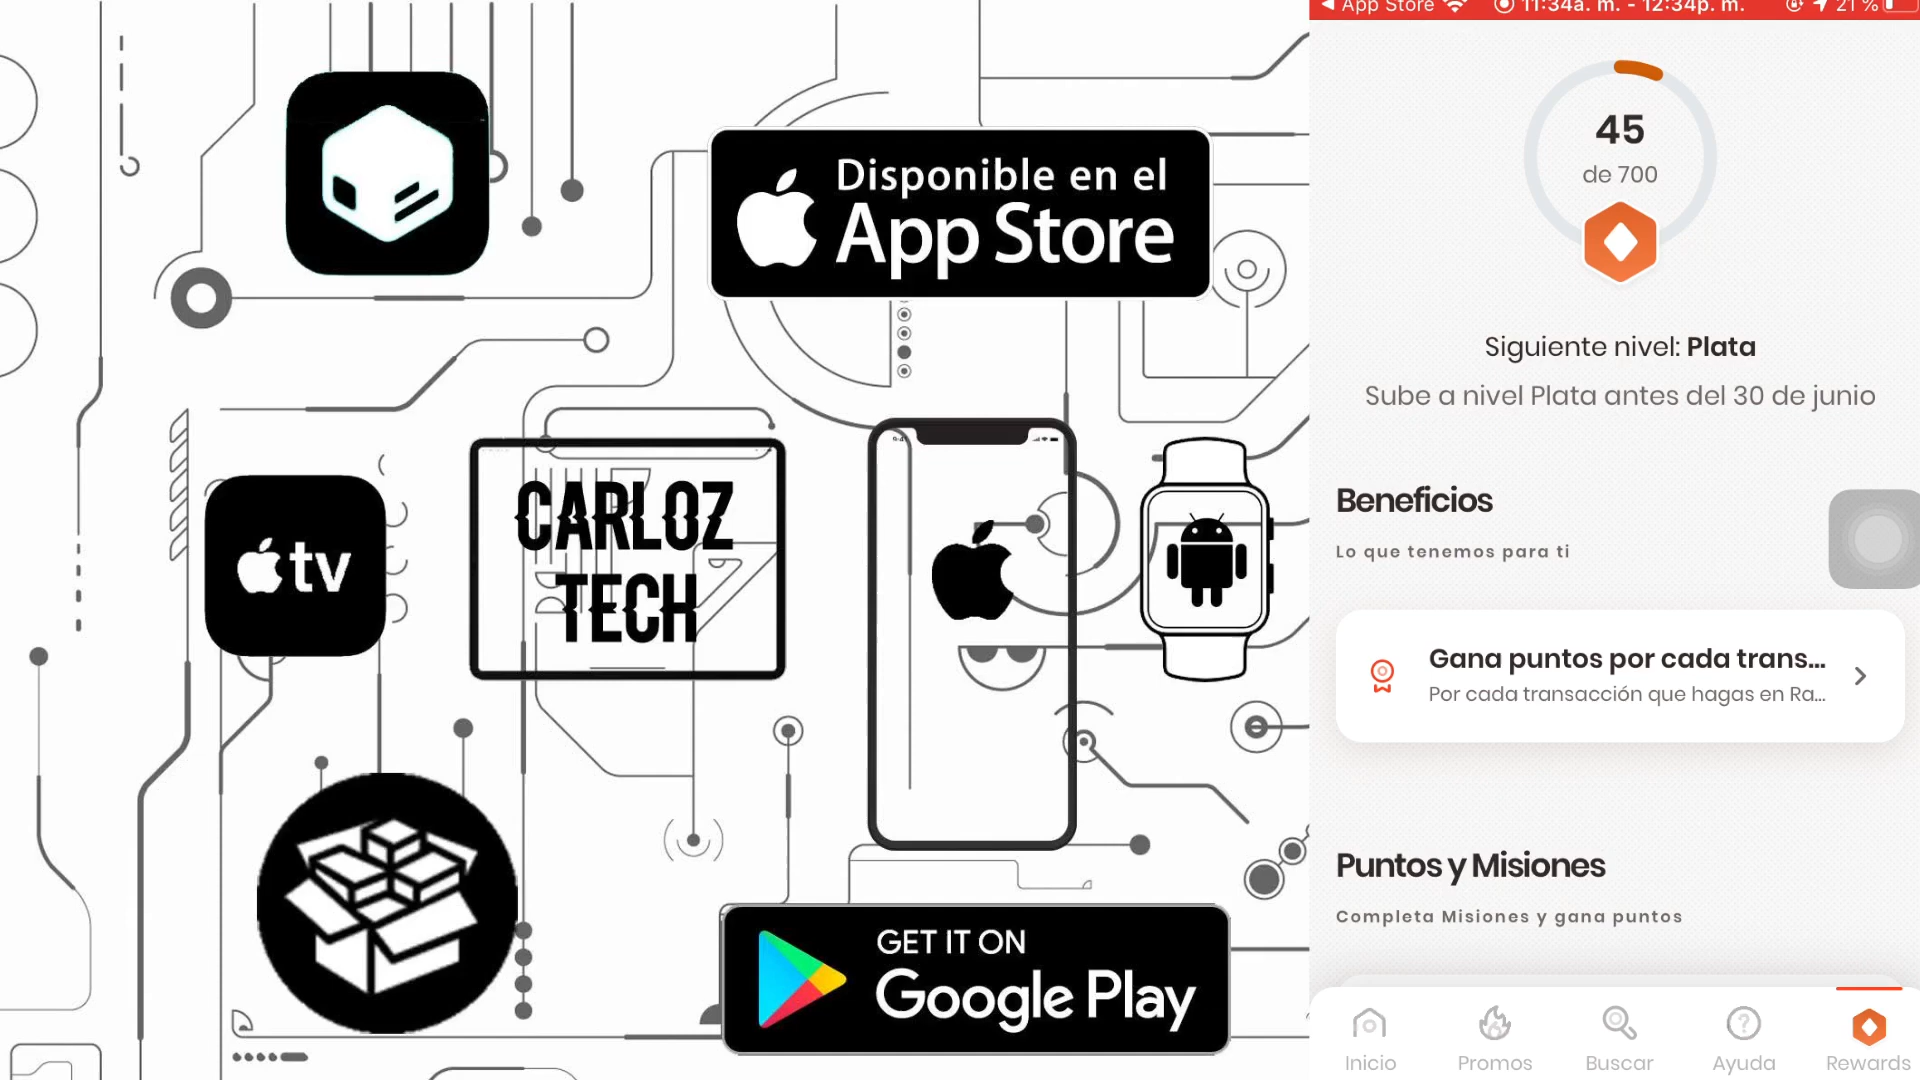 Disponible en el
App Store
tv
CARLOZ
TECH
9:41
GET IT ON
Google Play
App Store
11:34a. m. - 12:34p. m.
21 %
45
de 700
Siguiente nivel: Plata
Sube a nivel Plata antes del 30 de junio
Beneficios
Lo que tenemos para ti
Gana puntos por cada trans...
Por cada transacción que hagas en Ra...
Puntos y Misiones
Completa Misiones y gana puntos
Inicio
Promos
Buscar
Ayuda
Rewards